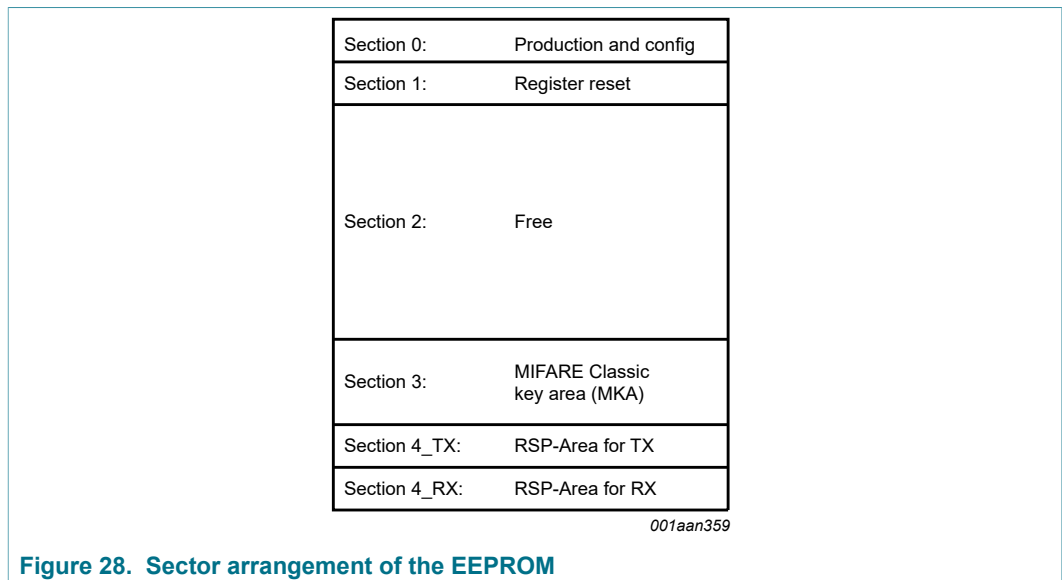 Section 0: Production and config
Section 1: Register reset
Section 2: Free
Section 3: MIFARE Classic
key area (MKA)
Section 4_TX: RSP-Area for TX
Section 4_RX: RSP-Area for RX
001aan359
Figure 28. Sector arrangement of the EEPROM